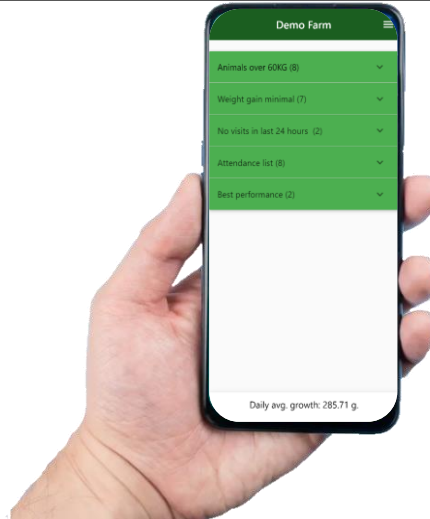 Demo Farm
Animals over 60KG (8)
Weight gain minimal (7)
No visits in last 24 hours (2)
Attendance list (8)
Best performance (2)
Daily avg. growth: 285.71 g.